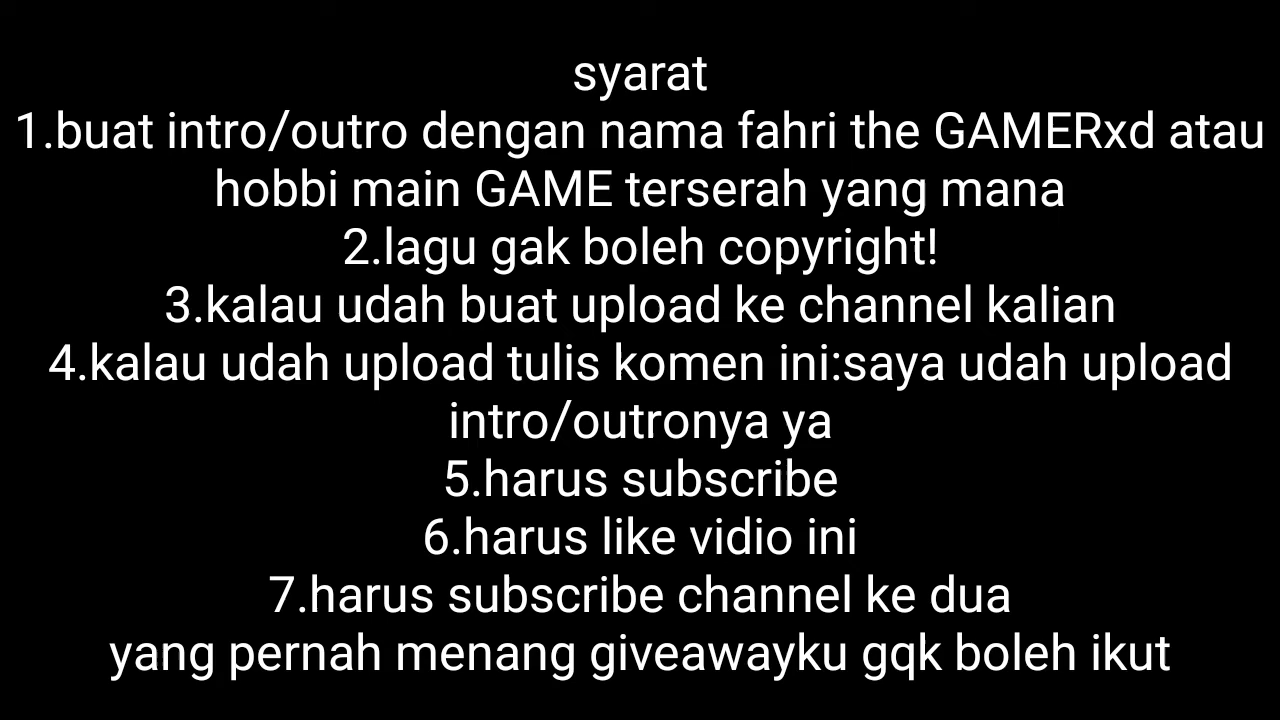 syarat
1.buat intro/outro dengan nama fahri the GAMERxd atau
hobbi main GAME terserah yang mana
2.lagu gak boleh copyright!
3.kalau udah buat upload ke channel kalian
4.kalau udah upload tulis komen ini:saya udah upload
intro/outronya ya
5.harus subscribe
6.harus like vidio ini
7.harus subscribe channel ke dua
yang pernah menang giveawayku gqk boleh ikut